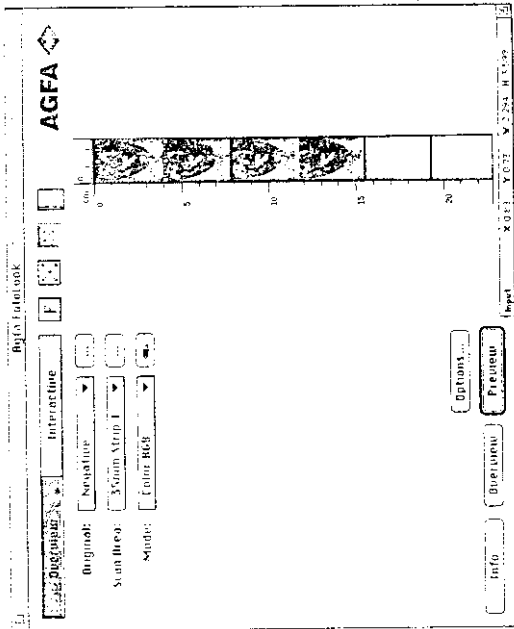 Agfa FotoLook
Overview Interactive
AGFA
Original: Negative ...
Scan Area: 35mm Strip 1 ...
Mode: Color RGB
cm
0
5
10
15
20
Options...
Info
Overview
Preview
Input